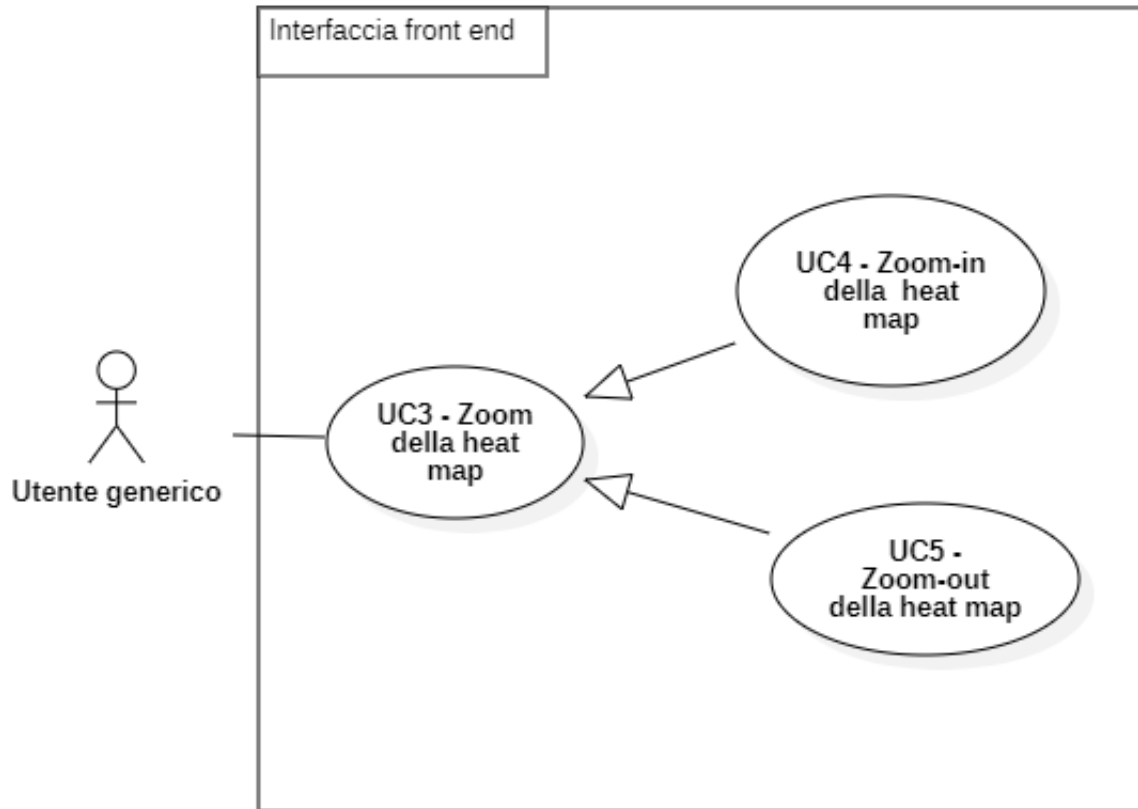 Interfaccia front end
UC4 - Zoom-in
della heat
map
UC3 - Zoom
della heat
map
Utente generico
UC5 -
Zoom-out
della heat map